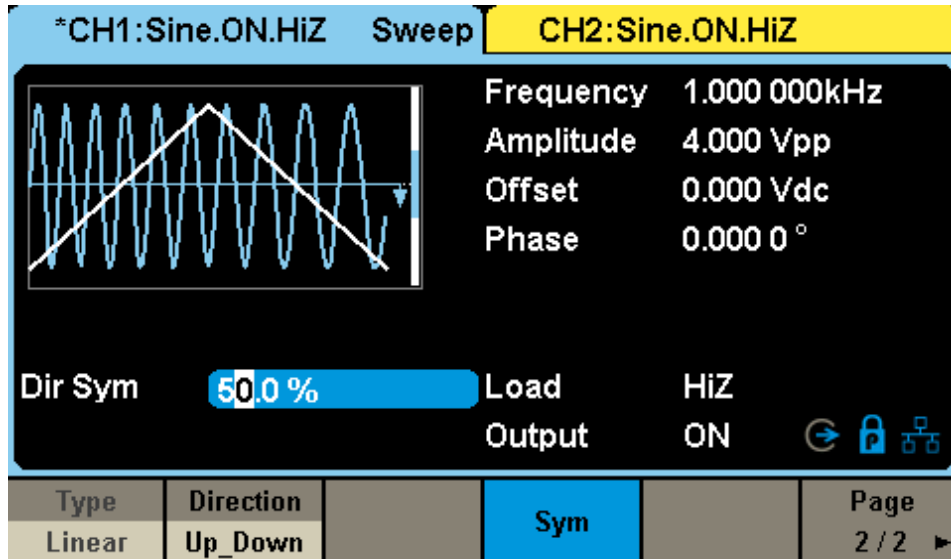 *CH1:Sine.ON.HiZ Sweep CH2:Sine.ON.HiZ
Frequency 1.000 000kHz
Amplitude 4.000 Vpp
Offset 0.000 Vdc
Phase 0.000 0 °
Dir Sym 50.0 % Load HiZ
Output ON P
Type Direction Sym Page
Linear Up_Down 2 / 2 ►